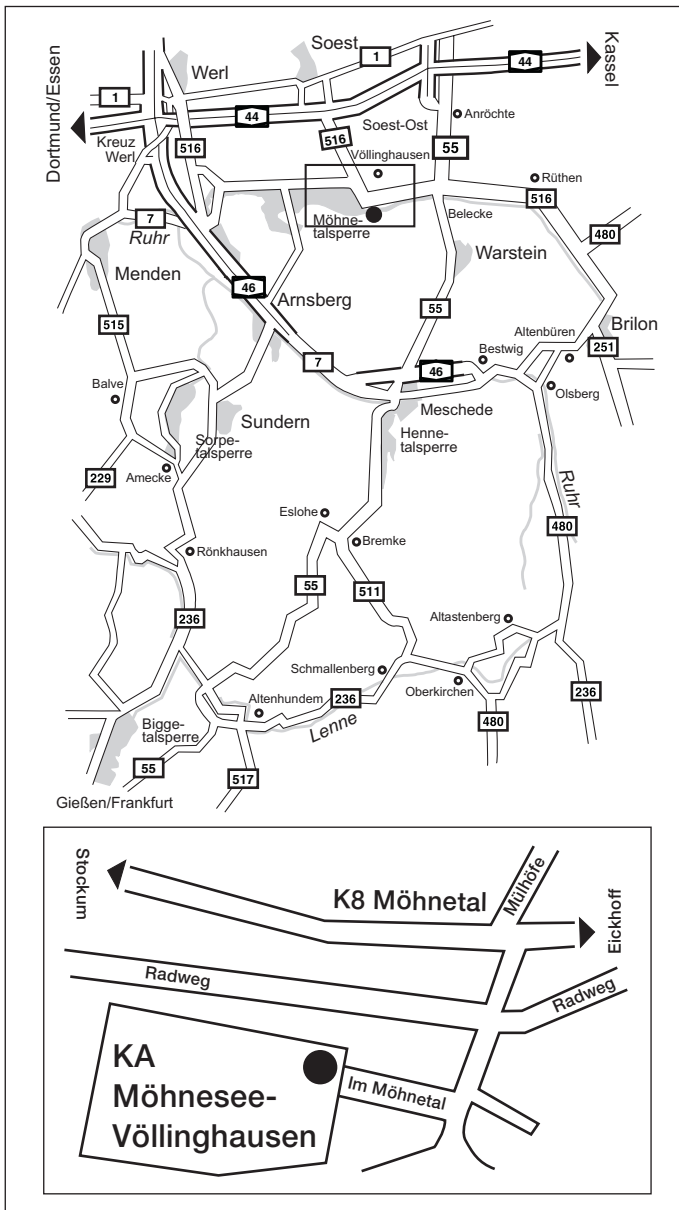 Soest
1
Kassel
Werl
44
1
Dortmund/Essen
44
Anröchte
Soest-Ost
Kreuz
Werl
516
516
55
Völlinghausen
Rüthen
516
7
Ruhr
Möhne-
talsperre
Belecke
480
Menden
Warstein
46
Arnsberg
515
55
Altenbüren
Brilon
251
Bestwig
7
46
Balve
Olsberg
Meschede
Sundern
Sorpe-
talsperre
Henne-
talsperre
229
Amecke
Ruhr
Eslohe
480
Rönkhausen
Bremke
55
511
236
Altastenberg
Schmallenberg
Oberkirchen
236
Altenhundem
236
Lenne
480
Bigge-
talsperre
55
517
Gießen/Frankfurt
Stockum
K8 Möhnetal
Mülhöfe
Eickhoff
Radweg
Radweg
KA
Möhnesee-
Völlinghausen
Im Möhnetal